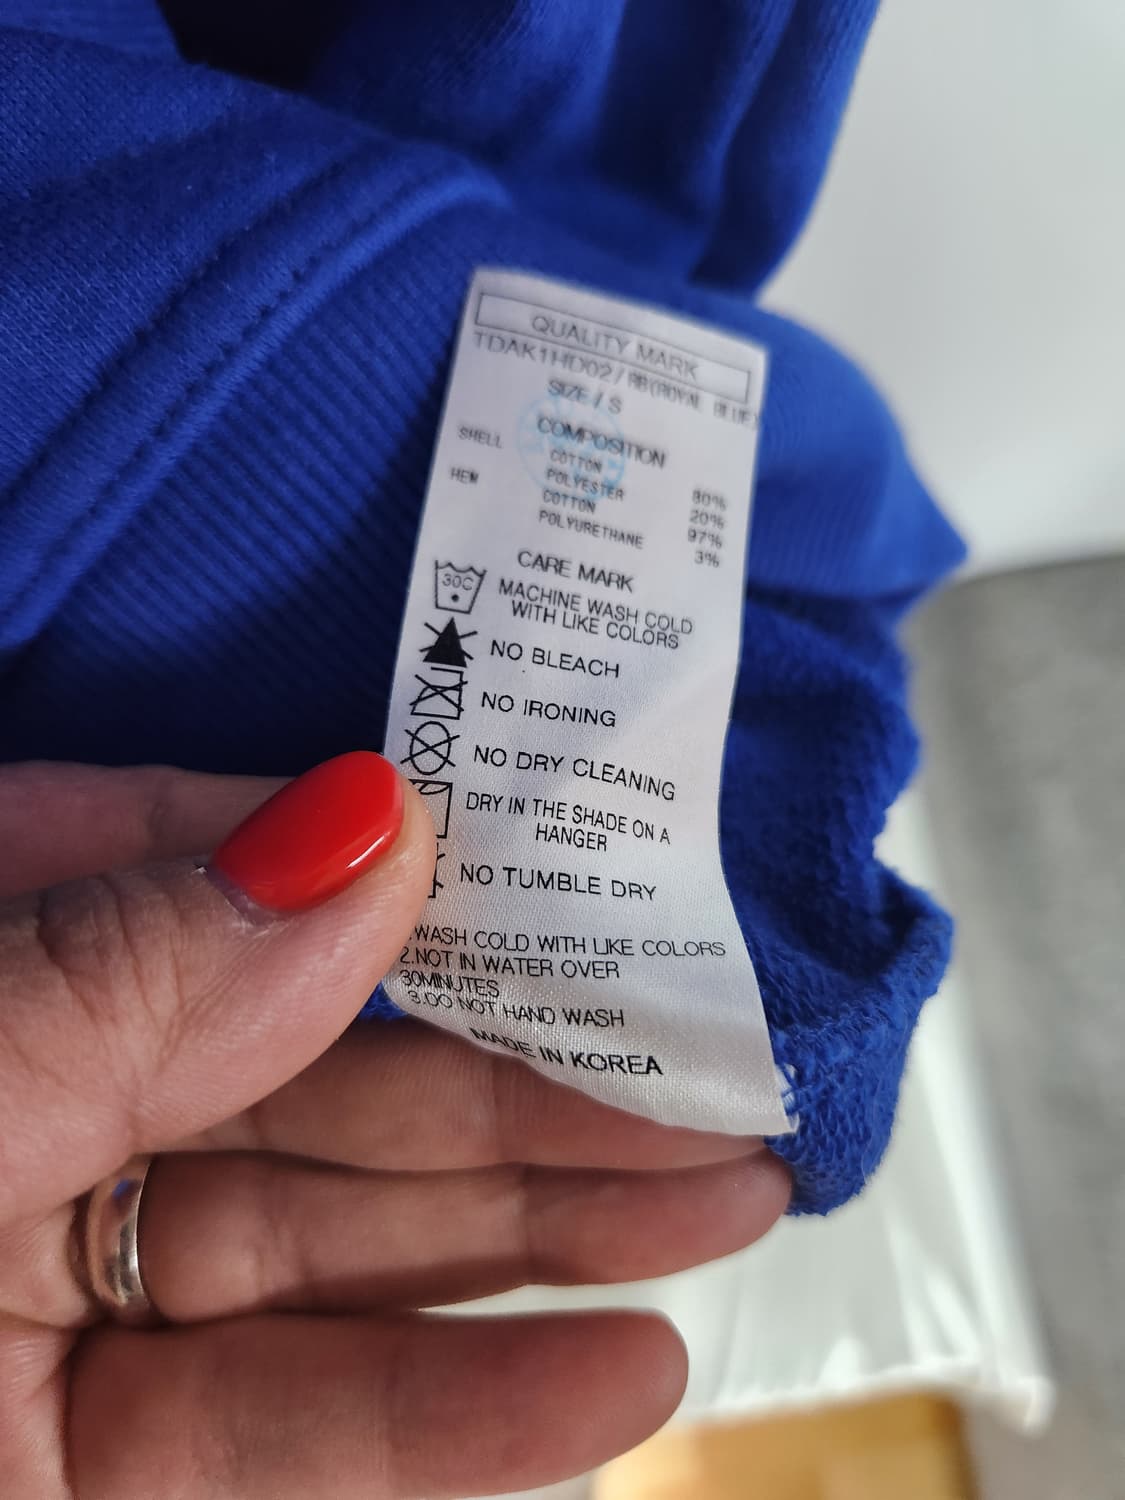 QUALITY MARK
TDAK1HD02/RB(ROYAL BLUE)
SIZE / S
COMPOSITION
SHELL COTTON 80%
POLYESTER 20%
HEM COTTON 97%
POLYURETHANE 3%
CARE MARK
30C MACHINE WASH COLD
WITH LIKE COLORS
NO BLEACH
NO IRONING
NO DRY CLEANING
DRY IN THE SHADE ON A
HANGER
NO TUMBLE DRY
.WASH COLD WITH LIKE COLORS
2.NOT IN WATER OVER
30MINUTES
3.DO NOT HAND WASH
MADE IN KOREA